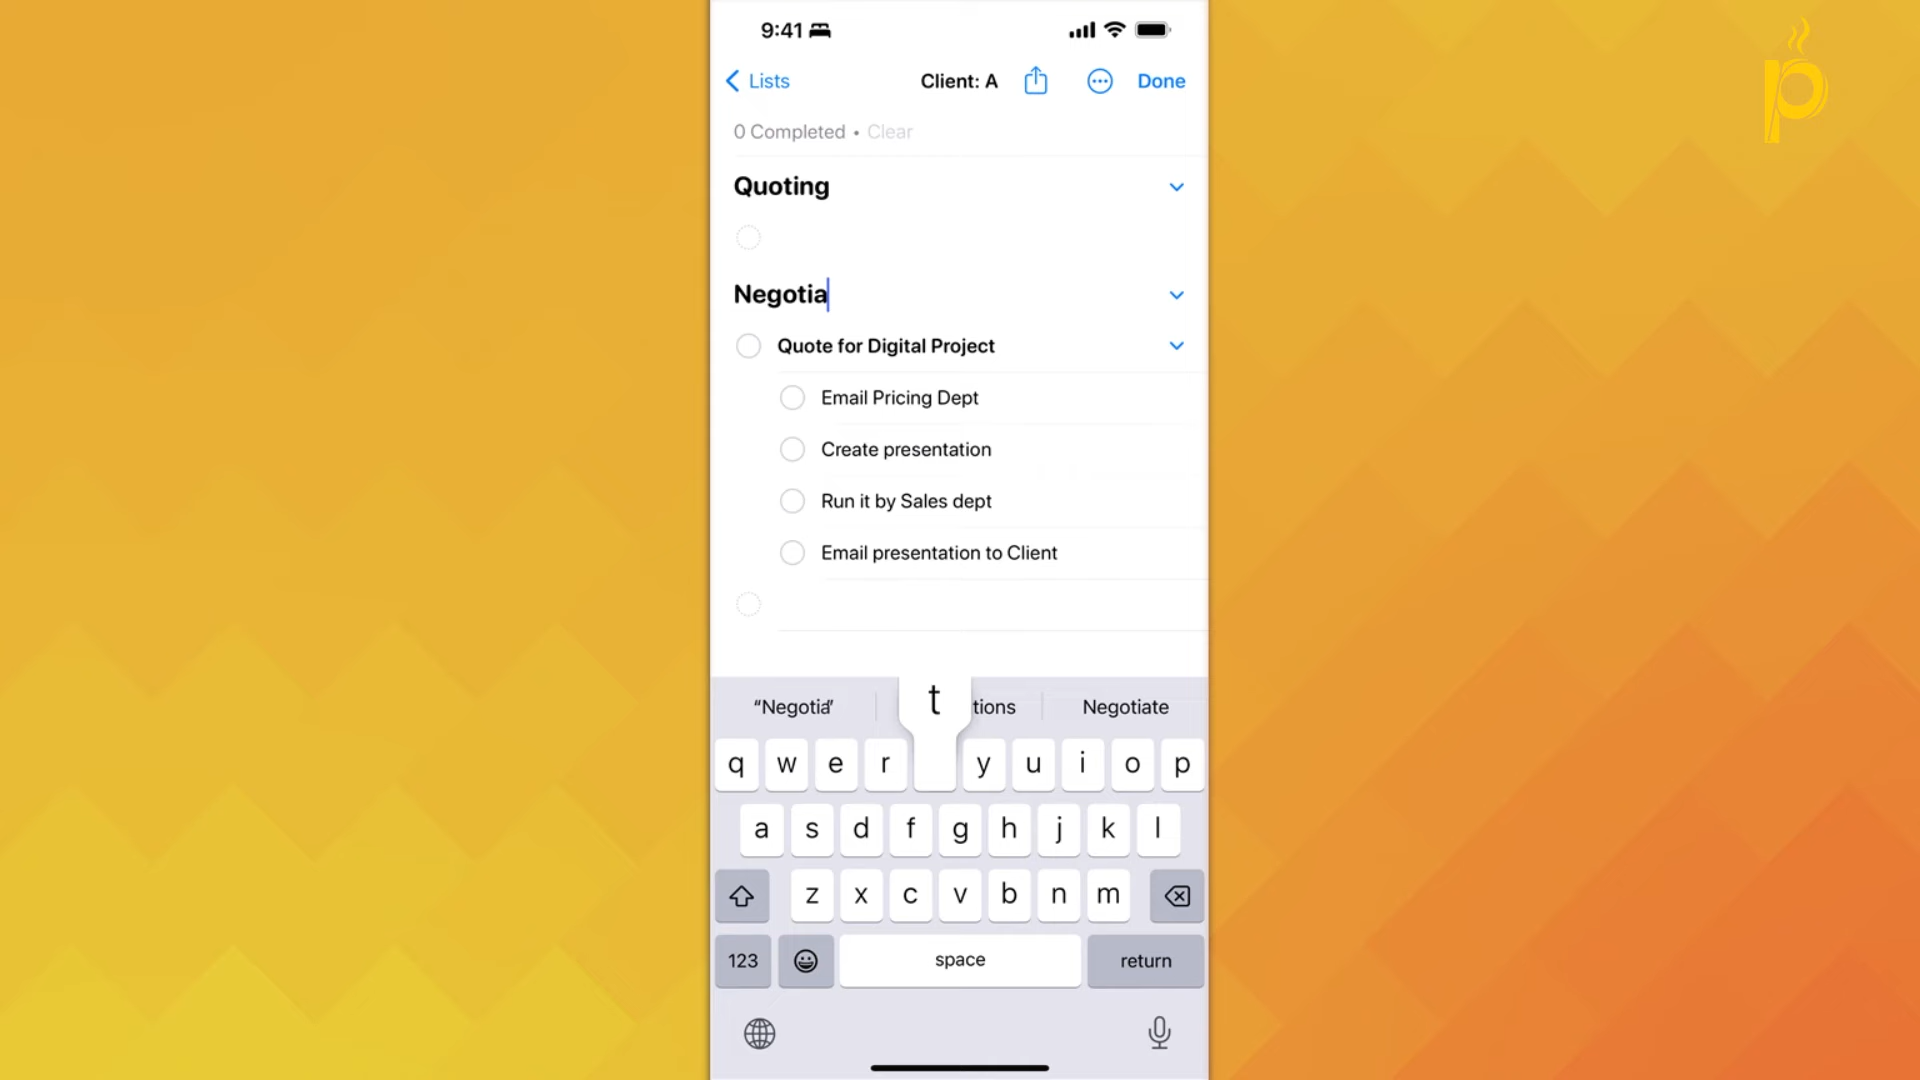 9:41
Lists
Client: A
Done
0 Completed • Clear
Quoting
Negotia
Quote for Digital Project
Email Pricing Dept
Create presentation
Run it by Sales dept
Email presentation to Client
“Negotia” t tions Negotiate
q w e r y u i o p
a s d f g h j k l
z x c v b n m
123 space return